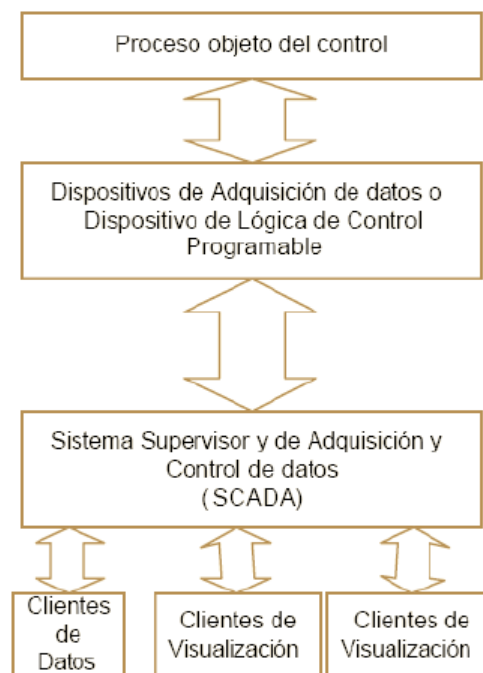 Proceso objeto del control
Dispositivos de Adquisición de datos o
Dispositivo de Lógica de Control
Programable
Sistema Supervisor y de Adquisición y
Control de datos
(SCADA)
Clientes
de
Datos
Clientes de
Visualización
Clientes de
Visualización